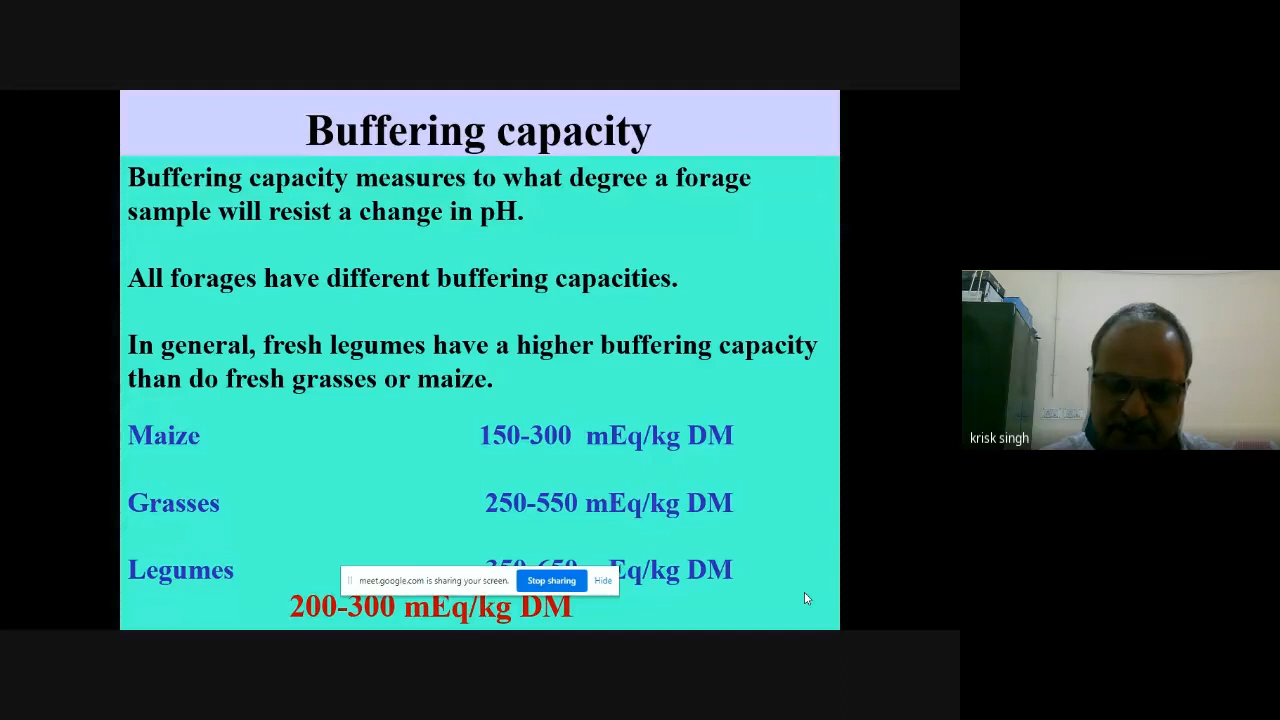 Buffering capacity
Buffering capacity measures to what degree a forage
sample will resist a change in pH.
All forages have different buffering capacities.
In general, fresh legumes have a higher buffering capacity
than do fresh grasses or maize.
Maize 150-300 mEq/kg DM
Grasses 250-550 mEq/kg DM
Legumes DM
meet.google.com is sharing your screen. Stop sharing Hide
200-300 mEq/kg DM
krisk singh